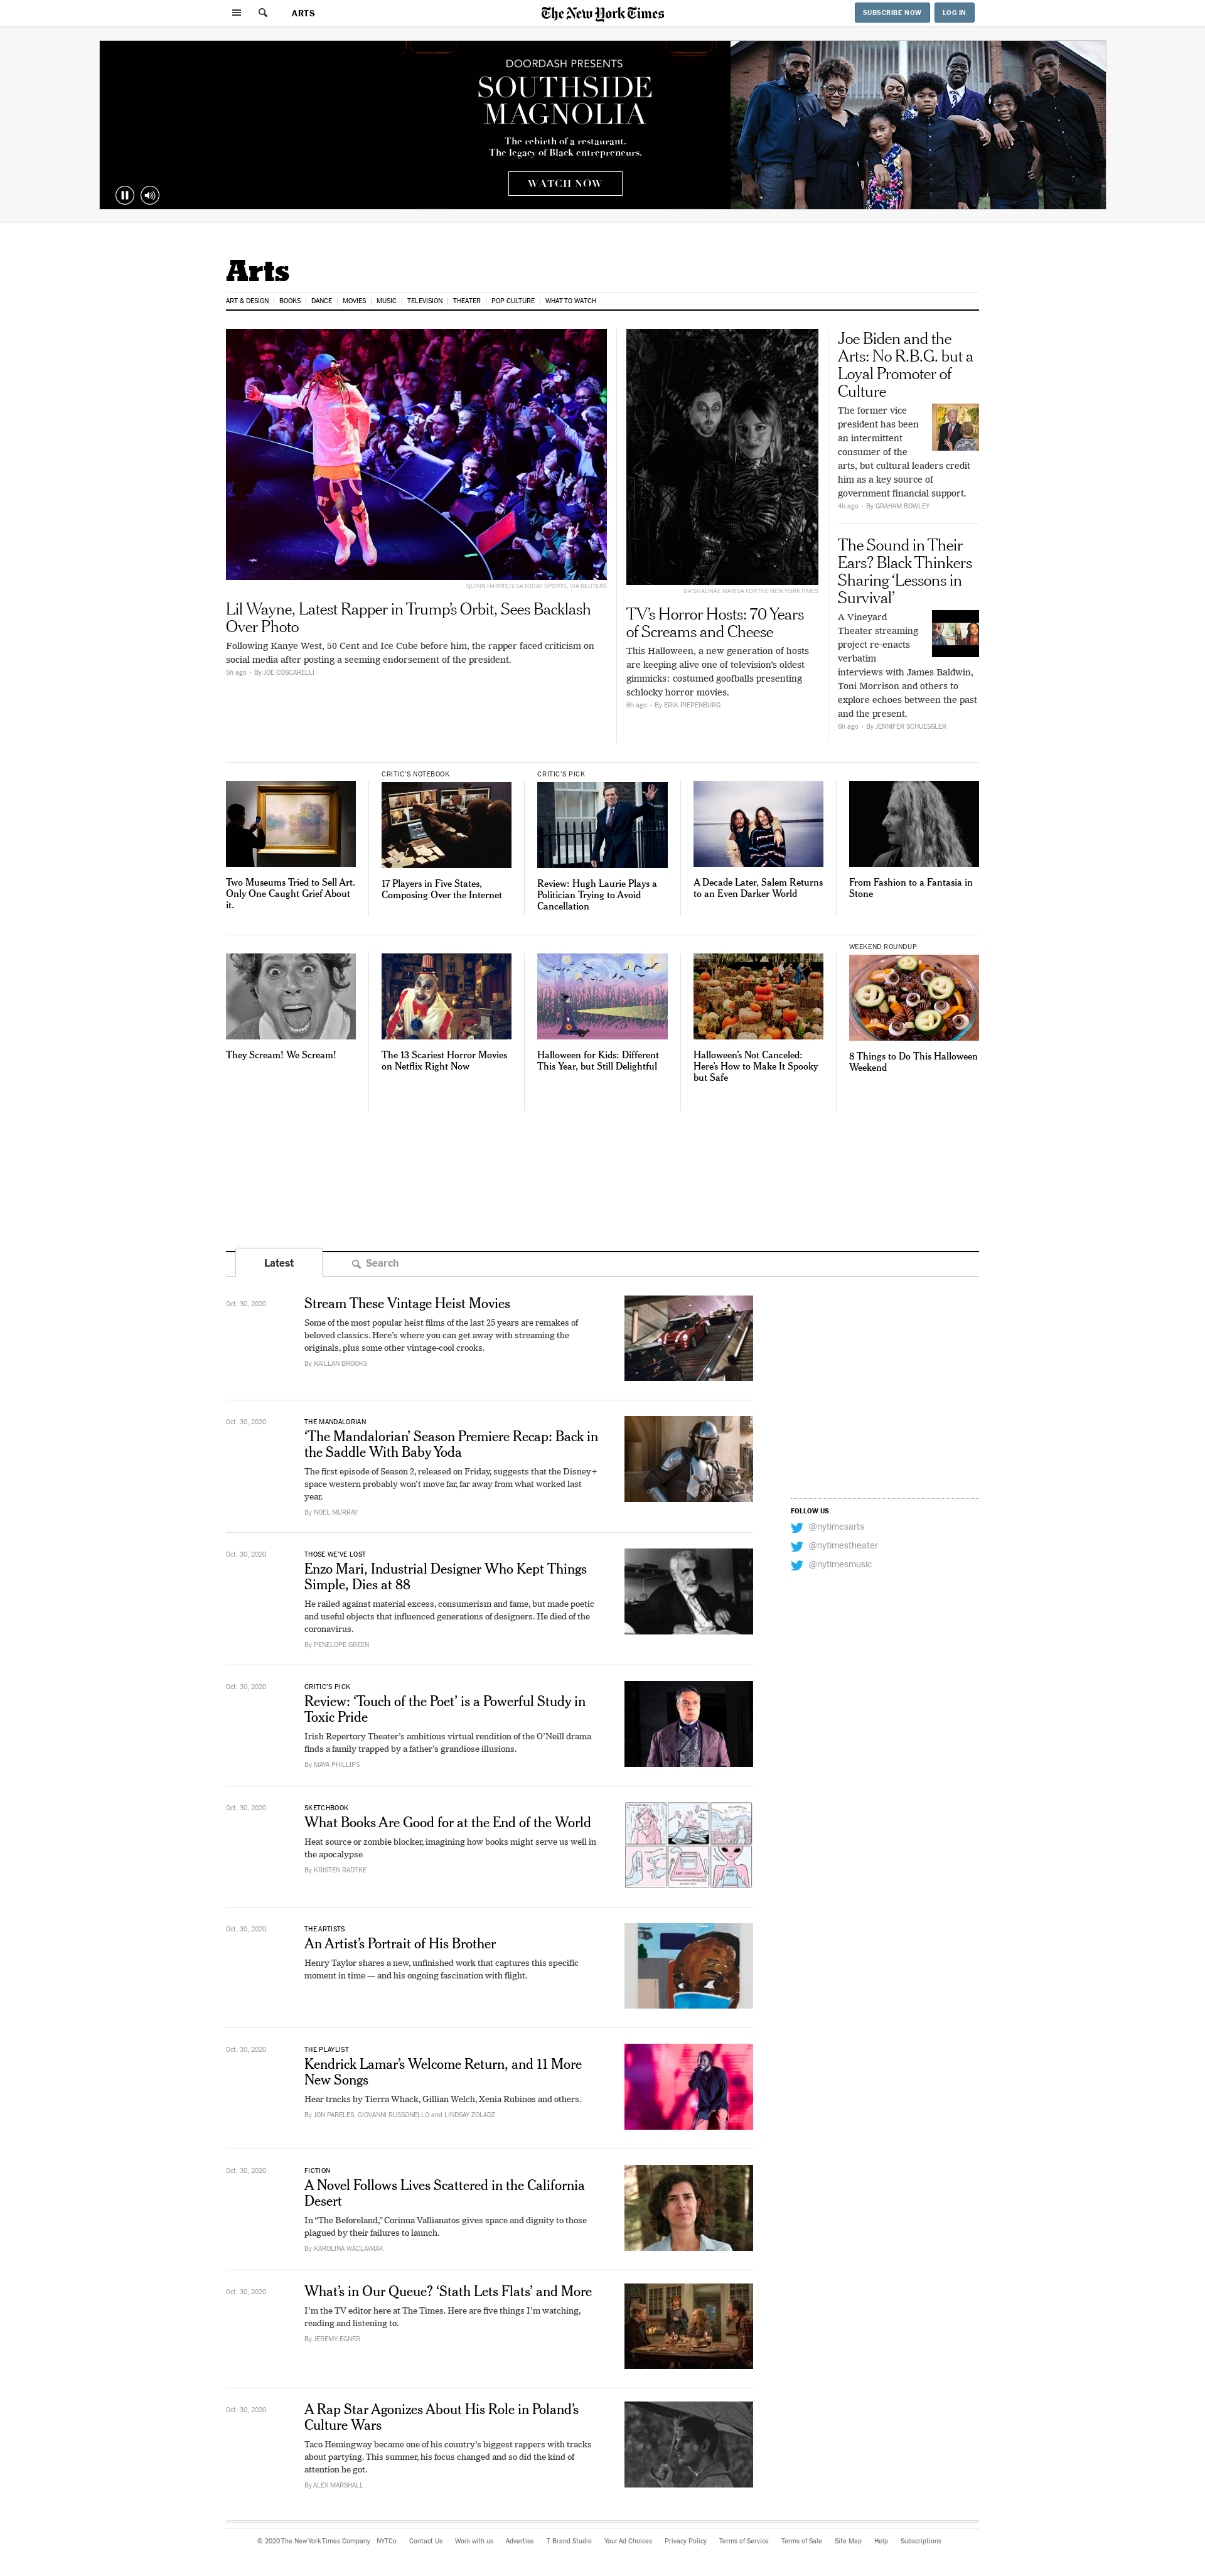 ARTS
The New York Times
SUBSCRIBE NOW
LOG IN
DOORDASH PRESENTS
SOUTHSIDE
MAGNOLIA
The rebirth of a restaurant.
The legacy of Black entrepreneurs.
WATCH NOW
Arts
ART & DESIGN | BOOKS | DANCE | MOVIES | MUSIC | TELEVISION | THEATER | POP CULTURE | WHAT TO WATCH
QUINN HARRIS/USA TODAY SPORTS, VIA REUTERS
Lil Wayne, Latest Rapper in Trump’s Orbit, Sees Backlash
Over Photo
Following Kanye West, 50 Cent and Ice Cube before him, the rapper faced criticism on
social media after posting a seeming endorsement of the president.
5h ago • By JOE COSCARELLI
DA'SHAUNAE MARISA FOR THE NEW YORK TIMES
TV’s Horror Hosts: 70 Years
of Screams and Cheese
This Halloween, a new generation of hosts
are keeping alive one of television’s oldest
gimmicks: costumed goofballs presenting
schlocky horror movies.
6h ago • By ERIK PIEPENBURG
Joe Biden and the
Arts: No R.B.G. but a
Loyal Promoter of
Culture
The former vice
president has been
an intermittent
consumer of the
arts, but cultural leaders credit
him as a key source of
government financial support.
4h ago • By GRAHAM BOWLEY
The Sound in Their
Ears? Black Thinkers
Sharing ‘Lessons in
Survival’
A Vineyard
Theater streaming
project re-enacts
verbatim
interviews with James Baldwin,
Toni Morrison and others to
explore echoes between the past
and the present.
6h ago • By JENNIFER SCHUESSLER
Two Museums Tried to Sell Art.
Only One Caught Grief About
it.
CRITIC’S NOTEBOOK
17 Players in Five States,
Composing Over the Internet
CRITIC’S PICK
Review: Hugh Laurie Plays a
Politician Trying to Avoid
Cancellation
A Decade Later, Salem Returns
to an Even Darker World
From Fashion to a Fantasia in
Stone
They Scream! We Scream!
The 13 Scariest Horror Movies
on Netflix Right Now
Halloween for Kids: Different
This Year, but Still Delightful
Halloween’s Not Canceled:
Here’s How to Make It Spooky
but Safe
WEEKEND ROUNDUP
8 Things to Do This Halloween
Weekend
Latest
Search
Oct. 30, 2020
Stream These Vintage Heist Movies
Some of the most popular heist films of the last 25 years are remakes of
beloved classics. Here’s where you can get away with streaming the
originals, plus some other vintage-cool crooks.
By RAILLAN BROOKS
Oct. 30, 2020
THE MANDALORIAN
‘The Mandalorian’ Season Premiere Recap: Back in
the Saddle With Baby Yoda
The first episode of Season 2, released on Friday, suggests that the Disney+
space western probably won’t move far, far away from what worked last
year.
By NOEL MURRAY
FOLLOW US
@nytimesarts
@nytimestheater
@nytimesmusic
Oct. 30, 2020
THOSE WE’VE LOST
Enzo Mari, Industrial Designer Who Kept Things
Simple, Dies at 88
He railed against material excess, consumerism and fame, but made poetic
and useful objects that influenced generations of designers. He died of the
coronavirus.
By PENELOPE GREEN
Oct. 30, 2020
CRITIC’S PICK
Review: ‘Touch of the Poet’ is a Powerful Study in
Toxic Pride
Irish Repertory Theater’s ambitious virtual rendition of the O’Neill drama
finds a family trapped by a father’s grandiose illusions.
By MAYA PHILLIPS
Oct. 30, 2020
SKETCHBOOK
What Books Are Good for at the End of the World
Heat source or zombie blocker, imagining how books might serve us well in
the apocalypse
By KRISTEN RADTKE
Oct. 30, 2020
THE ARTISTS
An Artist’s Portrait of His Brother
Henry Taylor shares a new, unfinished work that captures this specific
moment in time — and his ongoing fascination with flight.
Oct. 30, 2020
THE PLAYLIST
Kendrick Lamar’s Welcome Return, and 11 More
New Songs
Hear tracks by Tierra Whack, Gillian Welch, Xenia Rubinos and others.
By JON PARELES, GIOVANNI RUSSONELLO and LINDSAY ZOLADZ
Oct. 30, 2020
FICTION
A Novel Follows Lives Scattered in the California
Desert
In “The Beforeland,” Corinna Vallianatos gives space and dignity to those
plagued by their failures to launch.
By KAROLINA WACLAWIAK
Oct. 30, 2020
What’s in Our Queue? ‘Stath Lets Flats’ and More
I’m the TV editor here at The Times. Here are five things I’m watching,
reading and listening to.
By JEREMY EGNER
Oct. 30, 2020
A Rap Star Agonizes About His Role in Poland’s
Culture Wars
Taco Hemingway became one of his country’s biggest rappers with tracks
about partying. This summer, his focus changed and so did the kind of
attention he got.
By ALEX MARSHALL
© 2020 The New York Times Company NYTCo Contact Us Work with us Advertise T Brand Studio Your Ad Choices Privacy Policy Terms of Service Terms of Sale Site Map Help Subscriptions